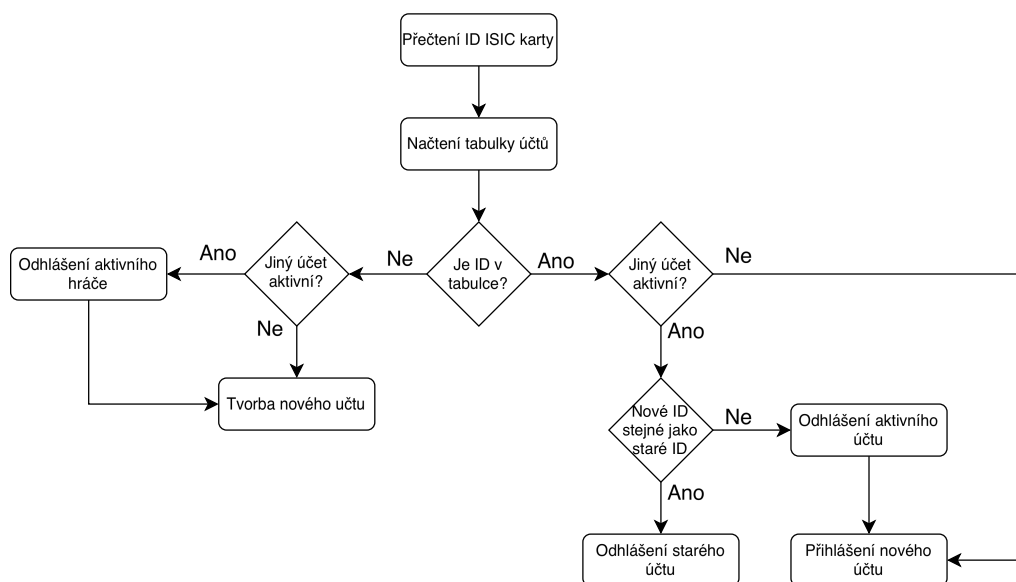 Přečtení ID ISIC karty
Načtení tabulky účtů
Je ID v
tabulce?
Ne
Ano
Jiný účet
aktivní?
Ano
Ne
Odhlášení aktivního
hráče
Tvorba nového učtu
Jiný účet
aktivní?
Ne
Ano
Nové ID
stejné jako
staré ID
Ne
Ano
Odhlášení aktivního
účtu
Odhlášení starého
účtu
Přihlášení nového
účtu